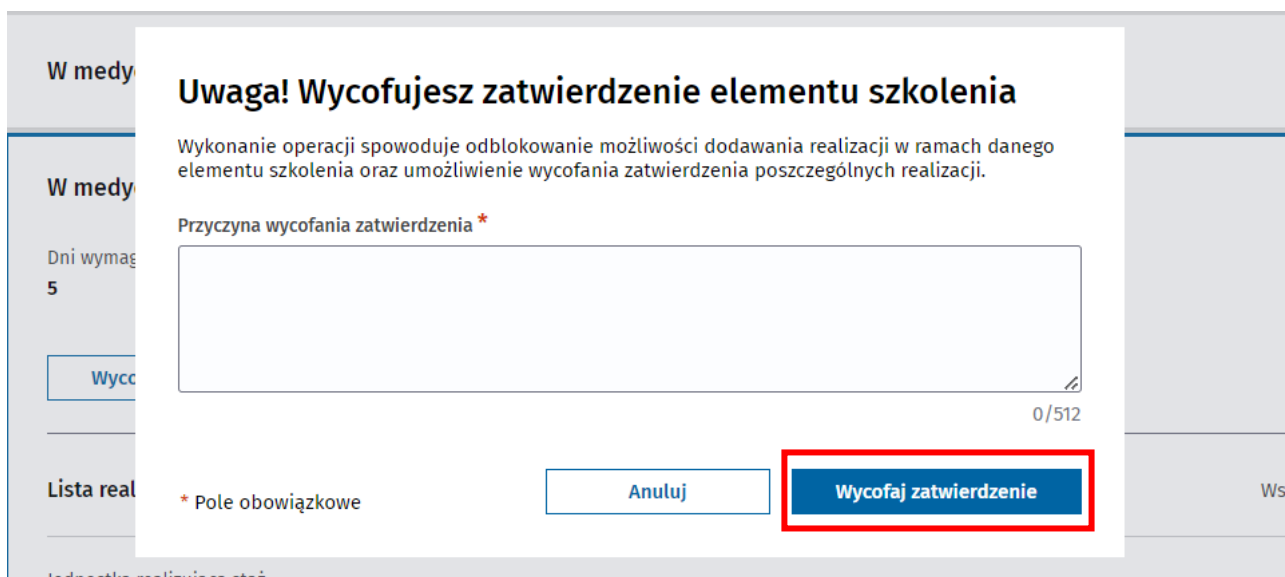 W medy
Uwaga! Wycofujesz zatwierdzenie elementu szkolenia
Wykonanie operacji spowoduje odblokowanie możliwości dodawania realizacji w ramach danego
elementu szkolenia oraz umożliwienie wycofania zatwierdzenia poszczególnych realizacji.
W medy
Przyczyna wycofania zatwierdzenia *
Dni wymag
5
Wyco
0/512
Lista real
* Pole obowiązkowe
Anuluj
Wycofaj zatwierdzenie
Ws